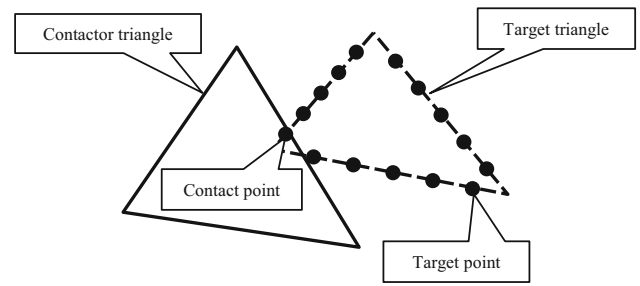 Contactor triangle
Target triangle
Contact point
Target point